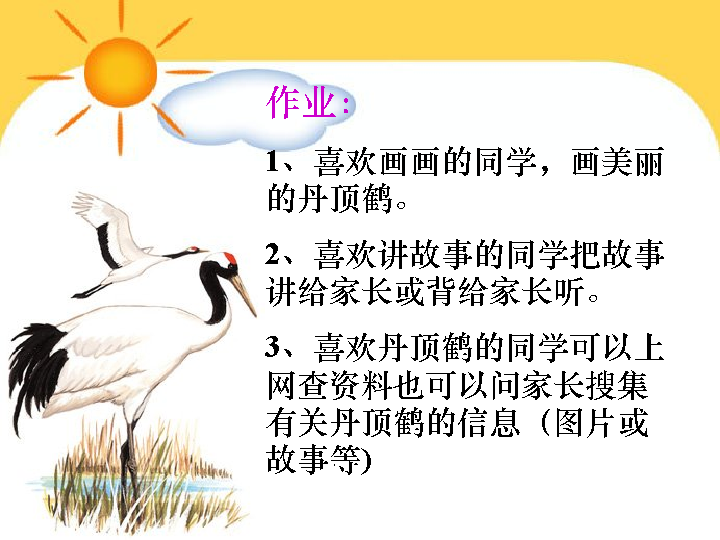 作业：
1、喜欢画画的同学，画美丽
的丹顶鹤。
2、喜欢讲故事的同学把故事
讲给家长或背给家长听。
3、喜欢丹顶鹤的同学可以上
网查资料也可以问家长搜集
有关丹顶鹤的信息（图片或
故事等)